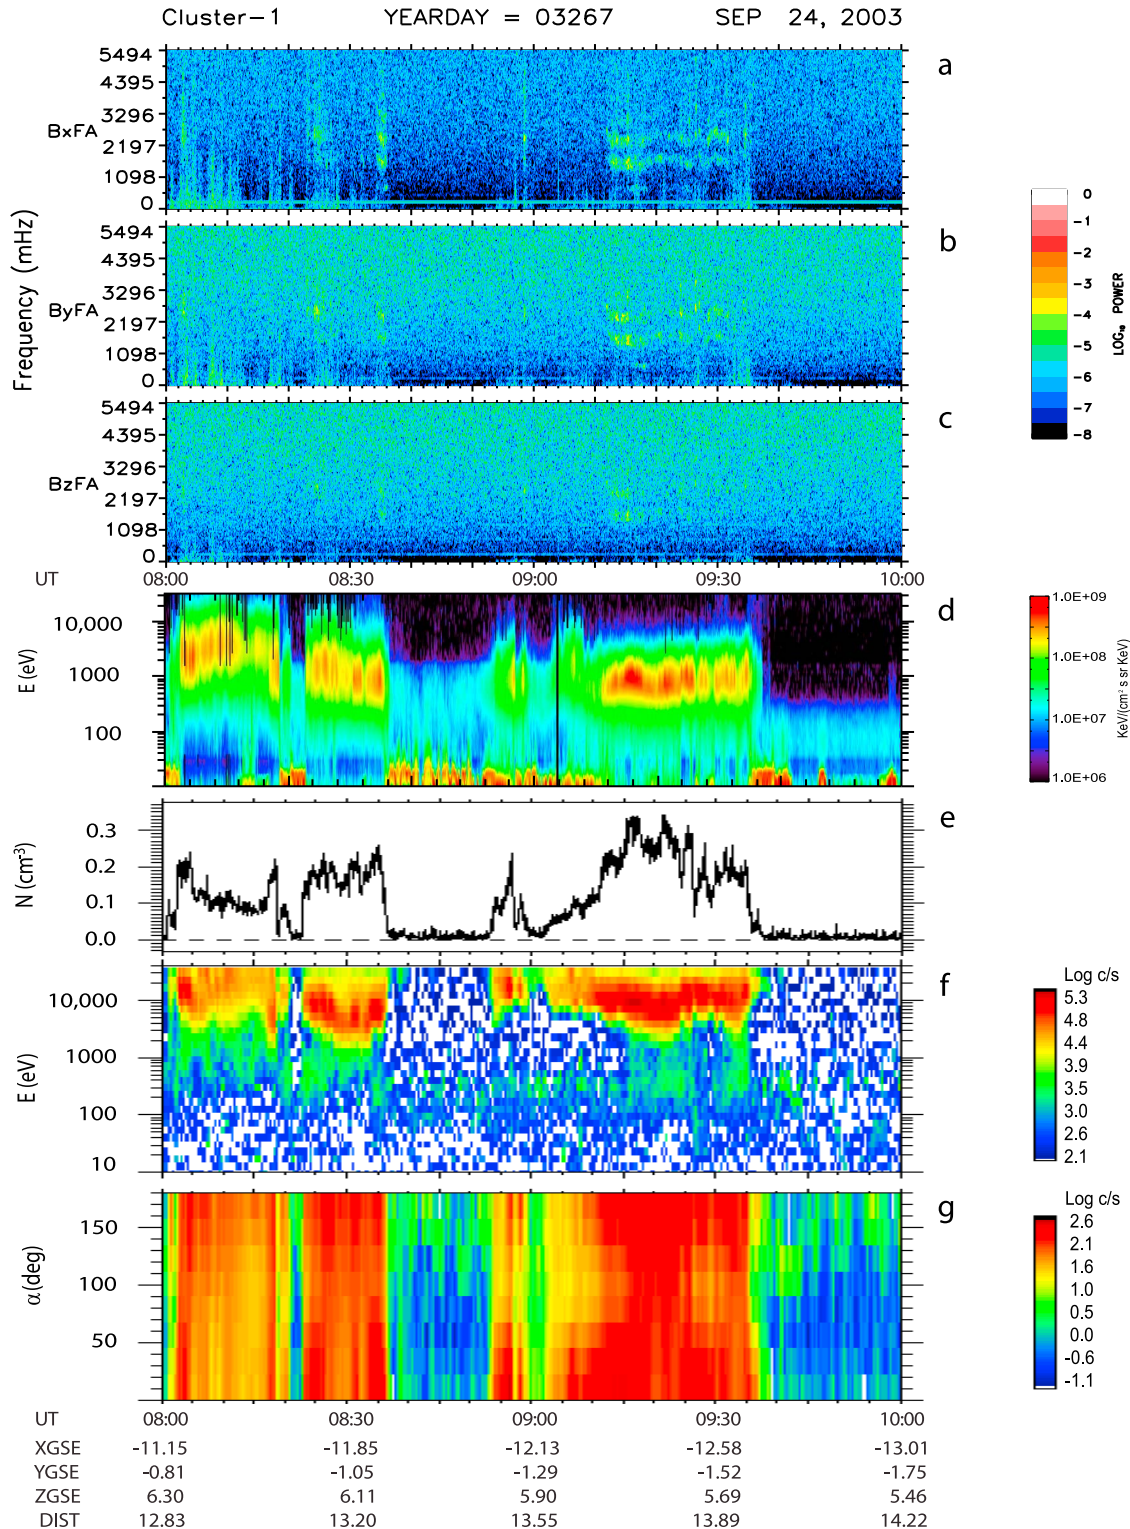 Cluster-1 YEARDAY = 03267 SEP 24, 2003
a
5494
4395
3296
BxFA
2197
1098
0
b
5494
4395
3296
ByFA
2197
1098
0
c
5494
4395
3296
BzFA
2197
1098
0
Frequency (mHz)
0
-1
-2
-3
-4
-5
-6
-7
-8
LOG₁₀ POWER
UT 08:00 08:30 09:00 09:30 10:00
d
10,000
1000
100
E (eV)
1.0E+09
1.0E+08
1.0E+07
1.0E+06
KeV/(cm² s sr KeV)
e
0.3
0.2
0.1
0.0
N (cm⁻³)
f
10,000
1000
100
10
E (eV)
Log c/s
5.3
4.8
4.4
3.9
3.5
3.0
2.6
2.1
g
150
100
50
α(deg)
Log c/s
2.6
2.1
1.6
1.0
0.5
0.0
-0.6
-1.1
UT 08:00 08:30 09:00 09:30 10:00
XGSE -11.15 -11.85 -12.13 -12.58 -13.01
YGSE -0.81 -1.05 -1.29 -1.52 -1.75
ZGSE 6.30 6.11 5.90 5.69 5.46
DIST 12.83 13.20 13.55 13.89 14.22